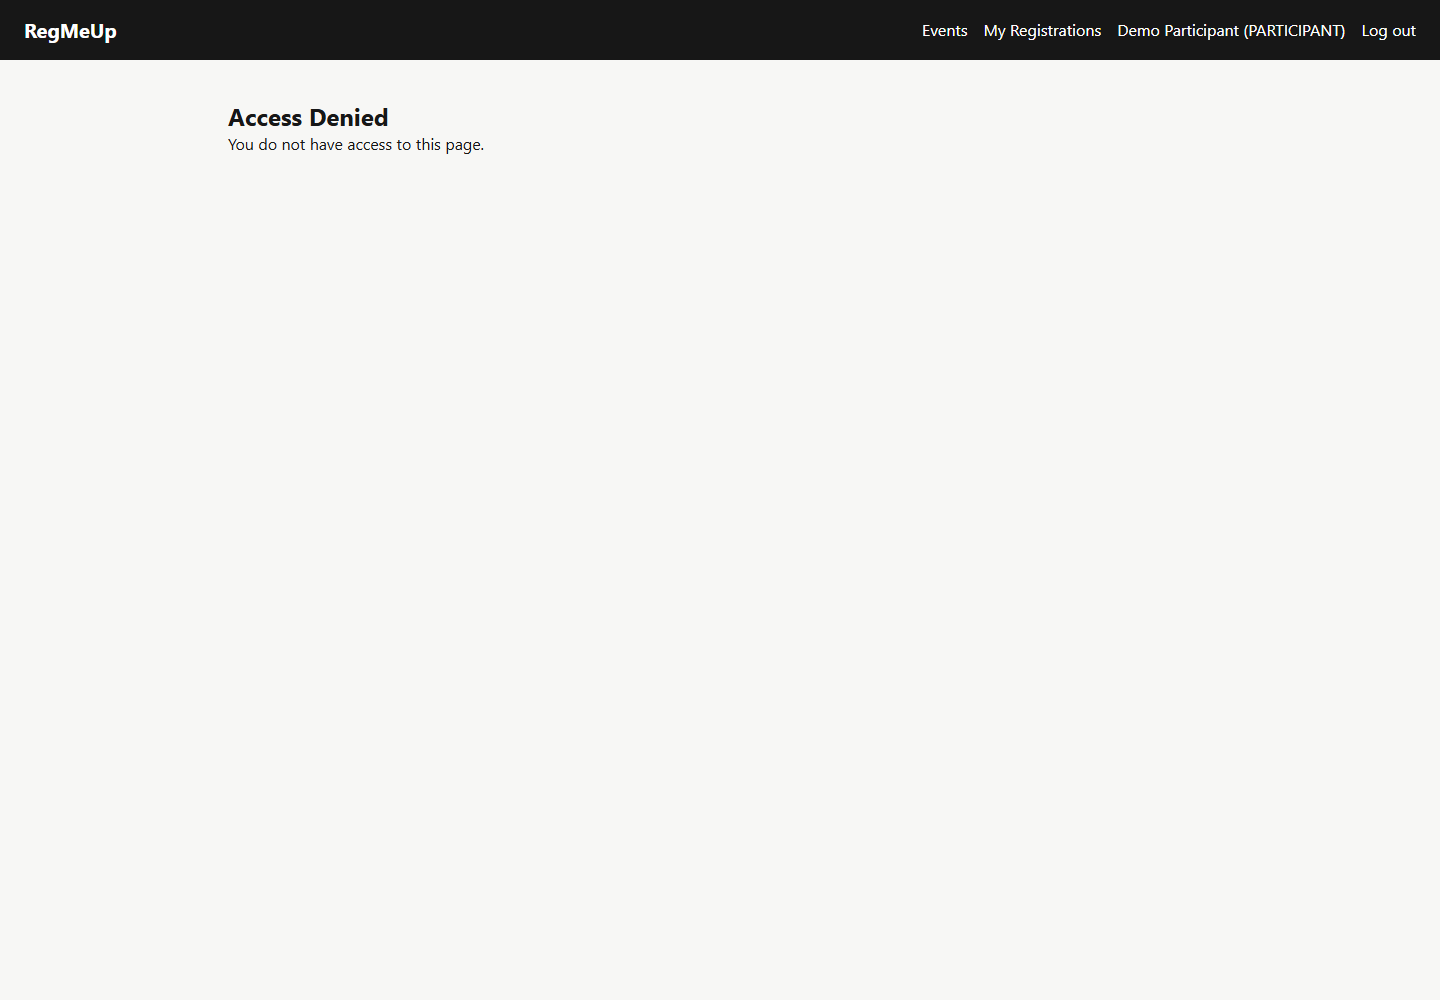 RegMeUp
Events My Registrations Demo Participant (PARTICIPANT) Log out
Access Denied
You do not have access to this page.